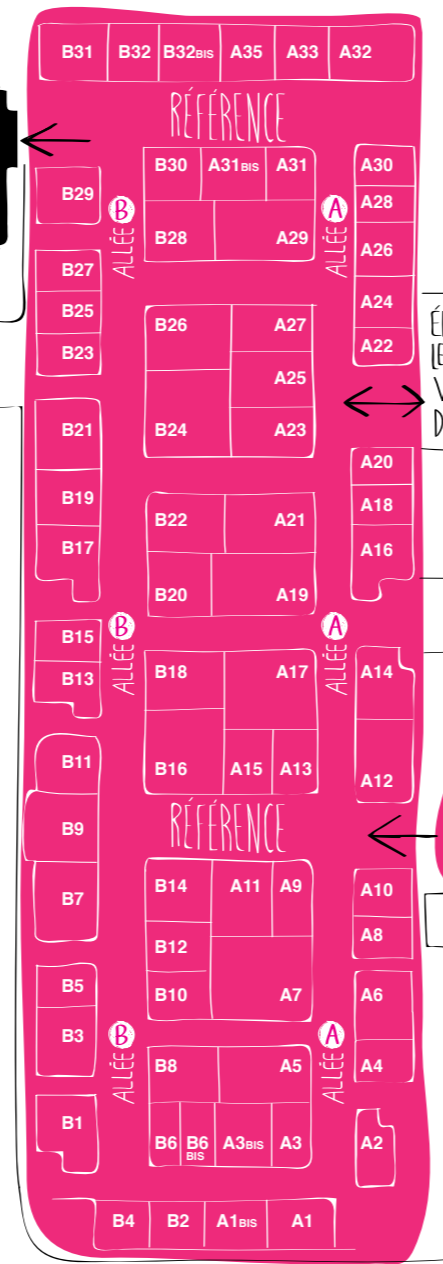 B31 B32 B32BIS A35 A33 A32
RÉFÉRENCE
B30 A31BIS A31 A30
B29 B ALLÉE A ALLÉE A28
B28 A29 A26
B27
B25 B26 A27 A24
B23 A25 A22
B24 A23
B21 A20
B19 B22 A21 A18
B17 A16
B20 A19
B15 B ALLÉE A ALLÉE
B13 B18 A17 A14
B11 B16 A15 A13 A12
B9 RÉFÉRENCE
B7 B14 A11 A9 A10
B12 A8
B5 B10 A7 A6
B3 B ALLÉE A ALLÉE
B8 A5 A4
B1 B6 B6 BIS A3BIS A3 A2
B4 B2 A1BIS A1